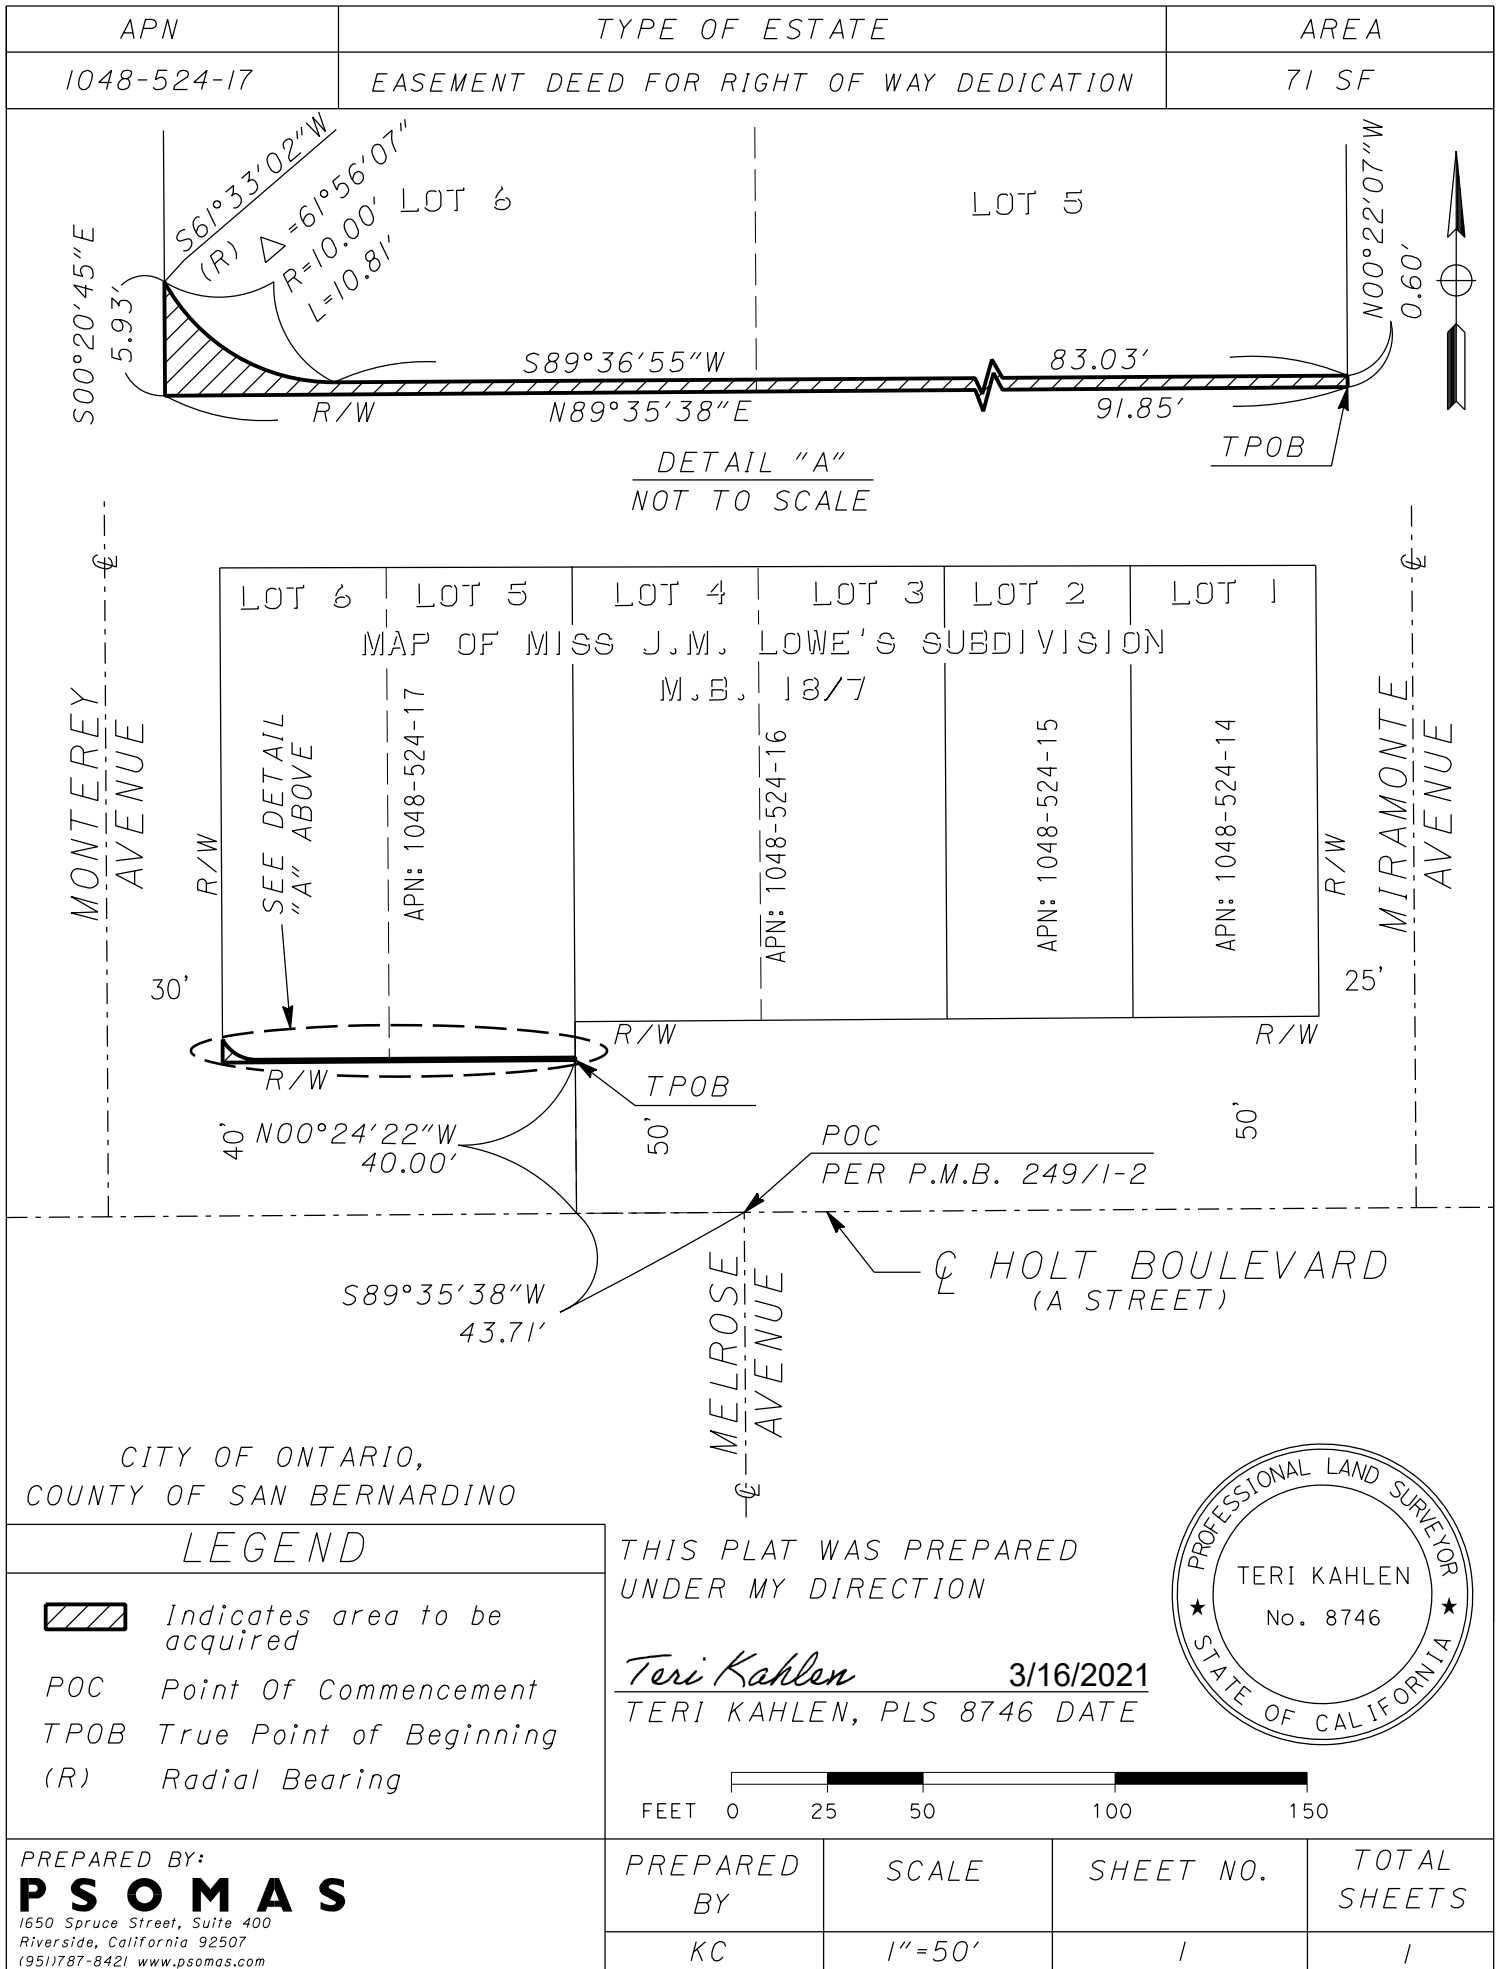 APN TYPE OF ESTATE AREA
1048-524-17 EASEMENT DEED FOR RIGHT OF WAY DEDICATION 71 SF
S61°33'02"W
(R)
Δ=61°56'07"
R=10.00'
L=10.81'
LOT 6
LOT 5
N00°22'07"W
0.60'
S00°20'45"E
5.93'
S89°36'55"W
83.03'
R/W
N89°35'38"E
91.85'
TPOB
DETAIL "A"
NOT TO SCALE
℄
℄
LOT 6 LOT 5 LOT 4 LOT 3 LOT 2 LOT 1
MAP OF MISS J.M. LOWE'S SUBDIVISION
M.B. 18/7
MONTEREY
AVENUE
R/W
SEE DETAIL
"A" ABOVE
APN: 1048-524-17
APN: 1048-524-16
APN: 1048-524-15
APN: 1048-524-14
R/W
MIRAMONTE
AVENUE
30'
25'
R/W
R/W
R/W
TPOB
40'
N00°24'22"W
40.00'
50'
50'
POC
PER P.M.B. 249/1-2
℄ HOLT BOULEVARD
(A STREET)
S89°35'38"W
43.71'
MELROSE
AVENUE
℄
CITY OF ONTARIO,
COUNTY OF SAN BERNARDINO
LEGEND
Indicates area to be
acquired
POC Point Of Commencement
TPOB True Point of Beginning
(R) Radial Bearing
THIS PLAT WAS PREPARED
UNDER MY DIRECTION
Teri Kahlen 3/16/2021
TERI KAHLEN, PLS 8746 DATE
PROFESSIONAL LAND SURVEYOR
TERI KAHLEN
No. 8746
★ STATE OF CALIFORNIA ★
FEET 0 25 50 100 150
PREPARED BY:
PSOMAS
1650 Spruce Street, Suite 400
Riverside, California 92507
(951)787-8421 www.psomas.com
PREPARED
BY
SCALE
SHEET NO.
TOTAL
SHEETS
KC 1"=50' 1 1